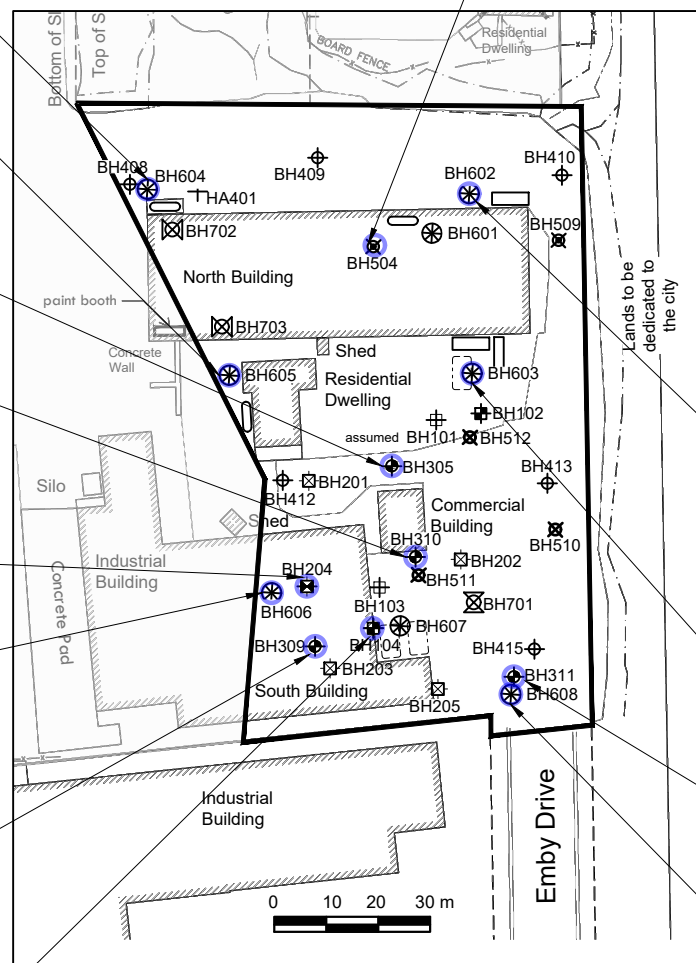 Bottom of Sl
Top of S
BOARD FENCE
Residential
Dwelling
BH408
BH604
HA401
BH409
BH602
BH410
BH702
BH504
BH601
BH509
North Building
paint booth
BH703
Concrete
Wall
Shed
BH605
Residential
Dwelling
BH603
Lands to be
dedicated to
the city
BH102
BH101
BH512
assumed
BH305
BH413
BH412
BH201
Silo
Shed
Commercial
Building
BH510
Industrial
Building
Concrete Pad
BH310
BH202
BH204
BH511
BH606
BH103
BH701
BH607
BH309
BH104
BH415
BH203
BH311
South Building
BH205
BH608
Industrial
Building
Emby Drive
0 10 20 30 m